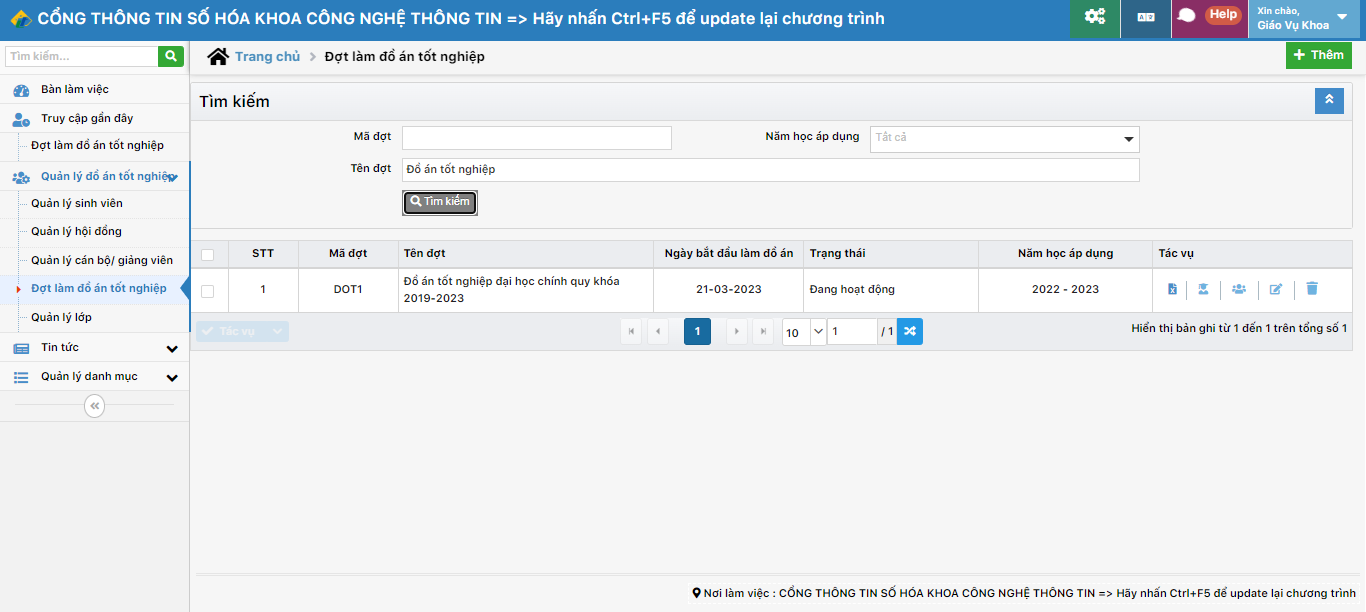 CỔNG THÔNG TIN SỐ HÓA KHOA CÔNG NGHỆ THÔNG TIN => Hãy nhấn Ctrl+F5 để update lại chương trình
Help
Xin chào,
Giáo Vụ Khoa
Tìm kiếm...
Trang chủ
Đợt làm đồ án tốt nghiệp
Thêm
Bàn làm việc
Truy cập gần đây
Đợt làm đồ án tốt nghiệp
Quản lý đồ án tốt nghiệp
Quản lý sinh viên
Quản lý hội đồng
Quản lý cán bộ/ giảng viên
Đợt làm đồ án tốt nghiệp
Quản lý lớp
Tin tức
Quản lý danh mục
Tìm kiếm
Mã đợt
Năm học áp dụng
Tất cả
Tên đợt
Đồ án tốt nghiệp
Tìm kiếm
STT Mã đợt Tên đợt Ngày bắt đầu làm đồ án Trạng thái Năm học áp dụng Tác vụ
1 DOT1 Đồ án tốt nghiệp đại học chính quy khóa 2019-2023 21-03-2023 Đang hoạt động 2022 - 2023
Tác vụ
1
10
1
/ 1
Hiển thị bản ghi từ 1 đến 1 trên tổng số 1
Nơi làm việc : CỔNG THÔNG TIN SỐ HÓA KHOA CÔNG NGHỆ THÔNG TIN => Hãy nhấn Ctrl+F5 để update lại chương trình